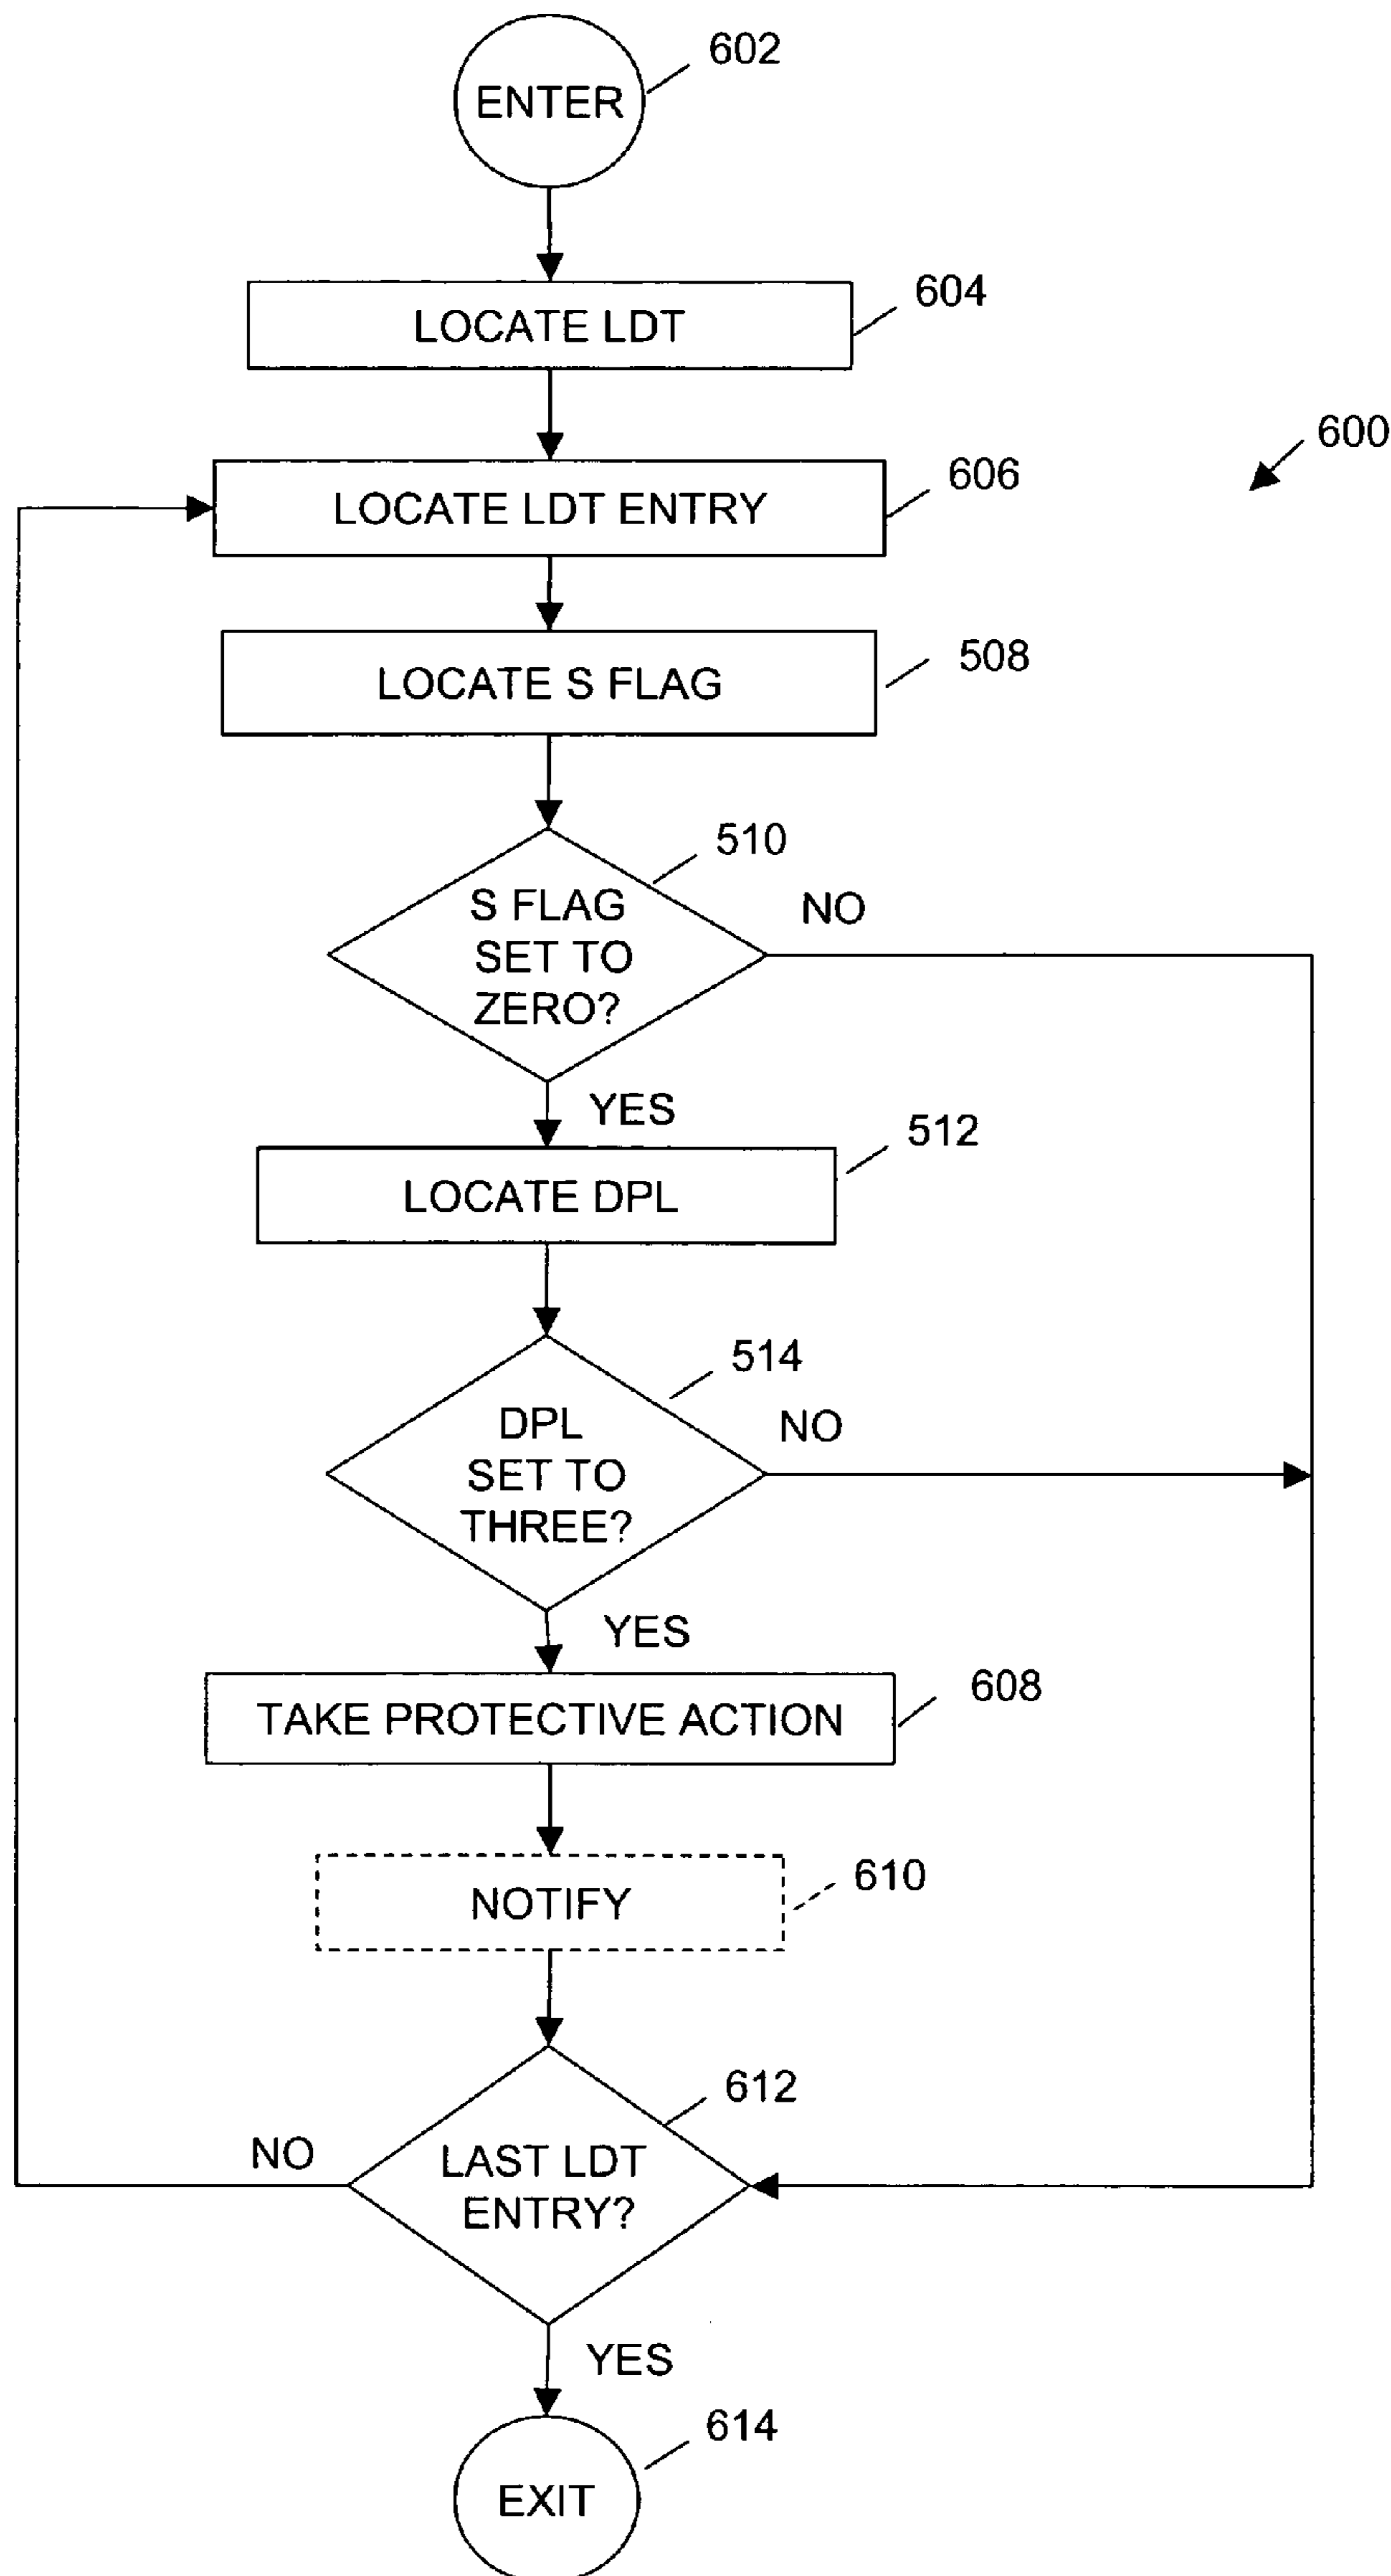 602
ENTER
604
LOCATE LDT
600
606
LOCATE LDT ENTRY
508
LOCATE S FLAG
510
S FLAG
SET TO
ZERO?
NO
YES
512
LOCATE DPL
514
DPL
SET TO
THREE?
NO
YES
608
TAKE PROTECTIVE ACTION
610
NOTIFY
612
LAST LDT
ENTRY?
NO
YES
614
EXIT